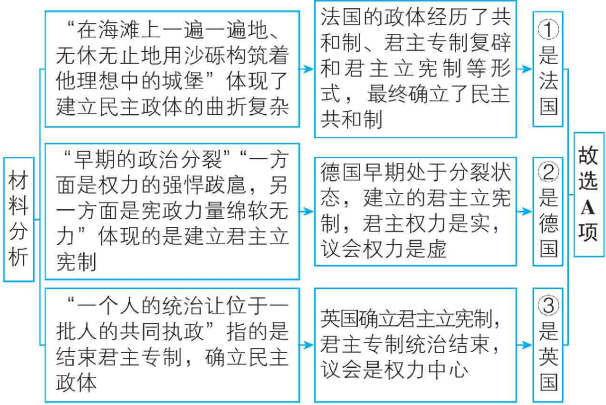 材
料
分
析
“在海滩上一遍一遍地、
无休无止地用沙砾构筑着
他理想中的城堡”体现了
建立民主政体的曲折复杂
法国的政体经历了共
和制、君主专制复辟
和君主立宪制等形
式，最终确立了民主
共和制
①
是
法
国
“早期的政治分裂”“一方
面是权力的强悍跋扈，另
一方面是宪政力量绵软无
力”体现的是建立君主立
宪制
德国早期处于分裂状
态，建立的君主立宪
制，君主权力是实，
议会权力是虚
②
是
德
国
“一个人的统治让位于一
批人的共同执政”指的是
结束君主专制，确立民主
政体
英国确立君主立宪制，
君主专制统治结束，
议会是权力中心
③
是
英
国
故
选
A
项